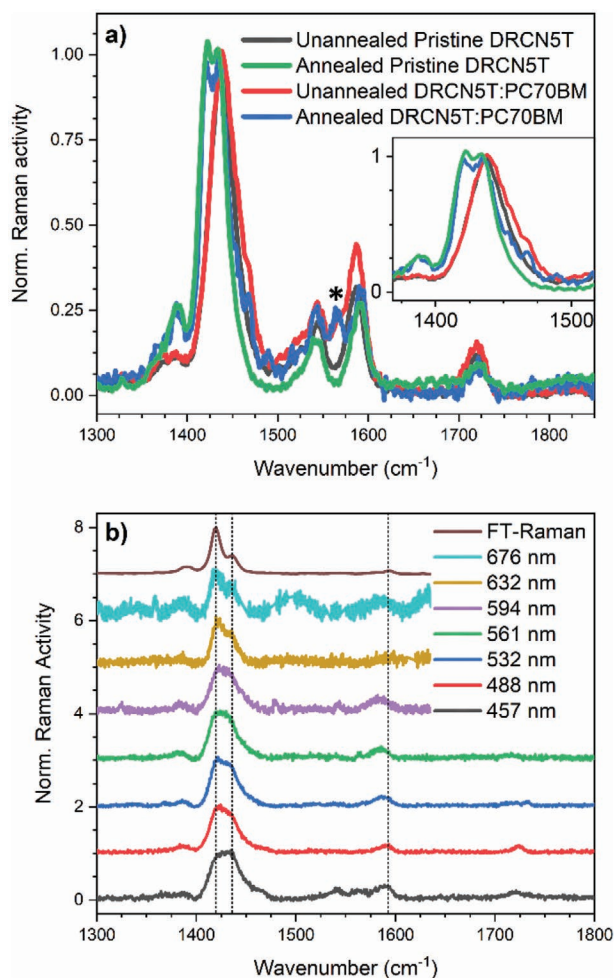 a)
Unannealed Pristine DRCN5T
Annealed Pristine DRCN5T
Unannealed DRCN5T:PC70BM
Annealed DRCN5T:PC70BM
Norm. Raman activity
1.00
0.75
0.50
0.25
0.00
*
1
0
1400 1500
1300 1400 1500 1600 1700 1800
Wavenumber (cm⁻¹)
b)
FT-Raman
676 nm
632 nm
594 nm
561 nm
532 nm
488 nm
457 nm
Norm. Raman Activity
8
6
4
2
0
1300 1400 1500 1600 1700 1800
Wavenumber (cm⁻¹)